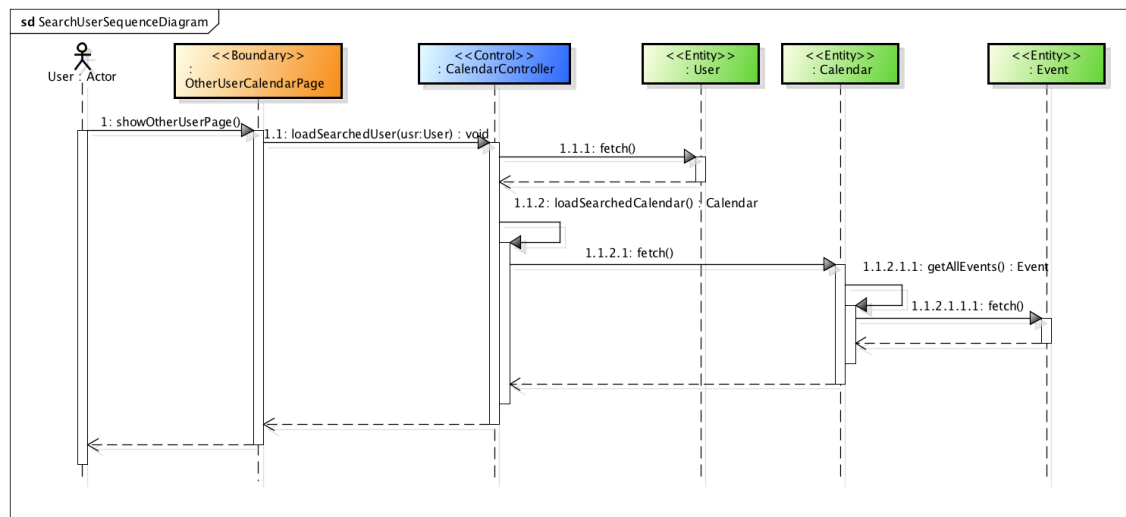 sd SearchUserSequenceDiagram
User : Actor
<<Boundary>>
:
OtherUserCalendarPage
<<Control>>
: CalendarController
<<Entity>>
: User
<<Entity>>
: Calendar
<<Entity>>
: Event
1: showOtherUserPage()
1.1: loadSearchedUser(usr:User) : void
1.1.1: fetch()
1.1.2: loadSearchedCalendar() : Calendar
1.1.2.1: fetch()
1.1.2.1.1: getAllEvents() : Event
1.1.2.1.1.1: fetch()